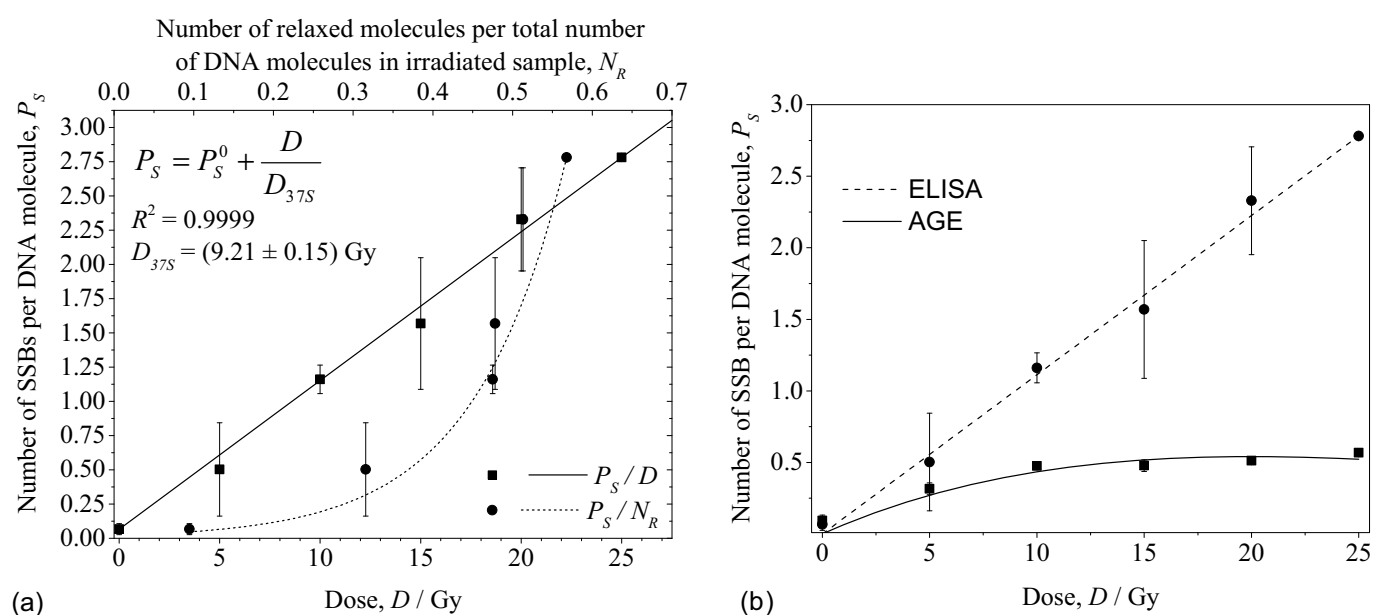 Number of relaxed molecules per total number
of DNA molecules in irradiated sample, N_R
0.0 0.1 0.2 0.3 0.4 0.5 0.6 0.7
Number of SSBs per DNA molecule, P_S
3.00
2.75
2.50
2.25
2.00
1.75
1.50
1.25
1.00
0.75
0.50
0.25
0.00
P_S = P_S^0 + D / D_37S
R² = 0.9999
D_37S = (9.21 ± 0.15) Gy
P_S / D
P_S / N_R
0 5 10 15 20 25
Dose, D / Gy
(a)
Number of SSB per DNA molecule, P_S
3.0
2.5
2.0
1.5
1.0
0.5
ELISA
AGE
0 5 10 15 20 25
Dose, D / Gy
(b)